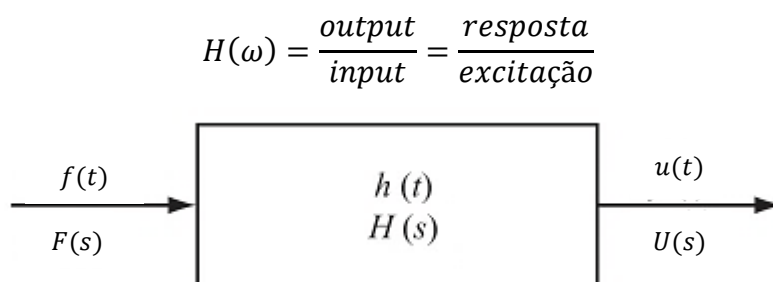 H(ω) = output/input = resposta/excitação
f(t) h (t) u(t)
F(s) H (s) U(s)